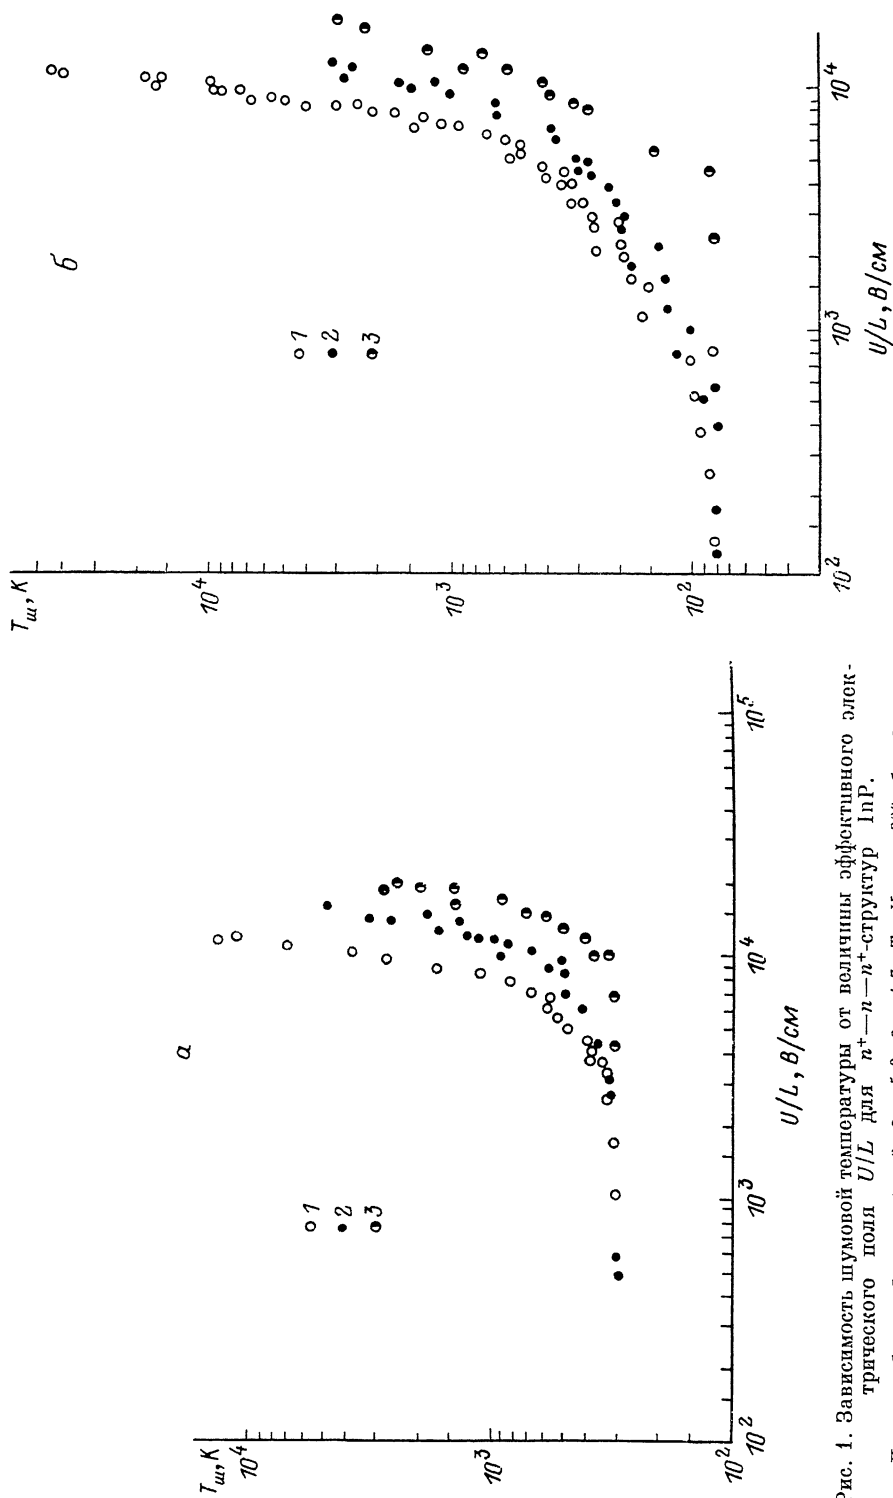 а
T_ш, К
10⁴
10³
10²
1
2
3
10²
10³
10⁴
10⁵
U/L, В/см
б
T_ш, К
10⁴
10³
10²
1
2
3
10²
10³
10⁴
U/L, В/см
Рис. 1. Зависимость шумовой температуры от величины эффективного элек-
трического поля U/L для n⁺—n—n⁺-структур InP.